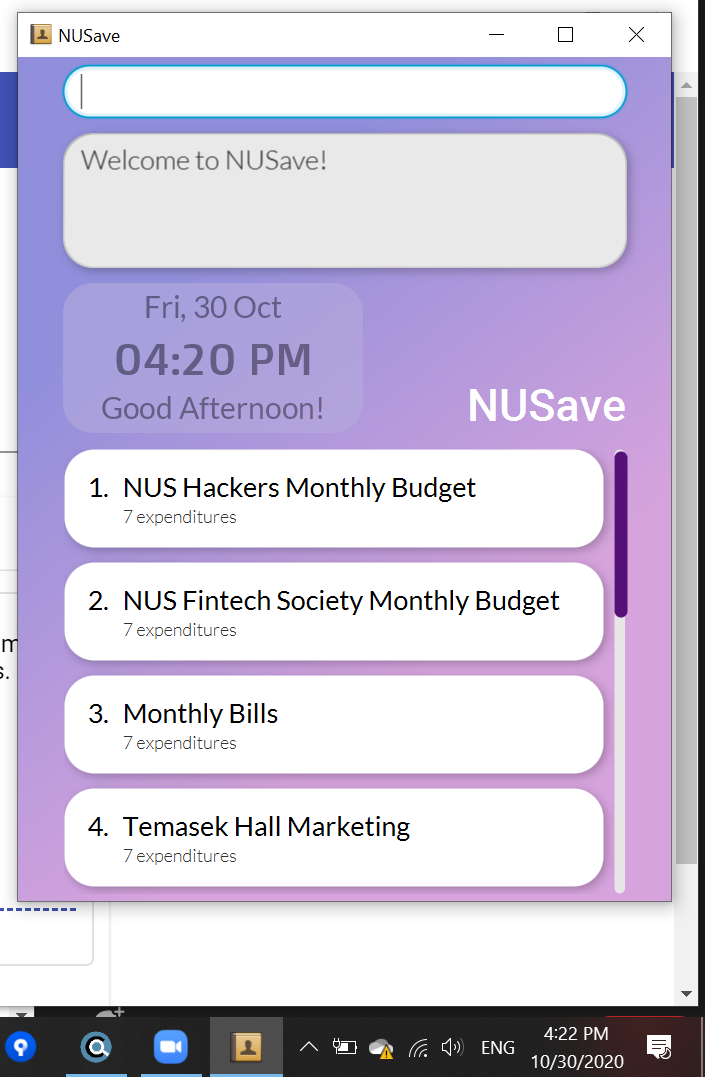 NUSave
Welcome to NUSave!
Fri, 30 Oct
04:20 PM
Good Afternoon!
NUSave
1. NUS Hackers Monthly Budget
7 expenditures
2. NUS Fintech Society Monthly Budget
7 expenditures
3. Monthly Bills
7 expenditures
4. Temasek Hall Marketing
7 expenditures
m
s.
ENG
4:22 PM
10/30/2020